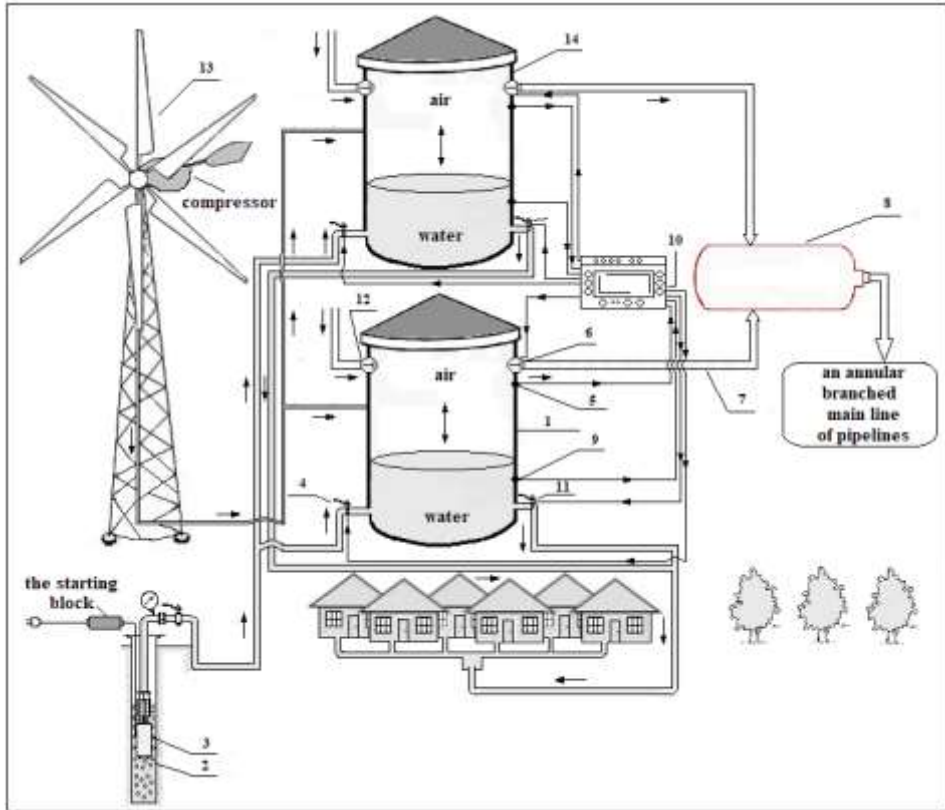 14
13
air
compressor
water
8
10
12
6
air
7
5
1
9
4
11
water
an annular
branched
main line
of pipelines
the starting
block
3
2